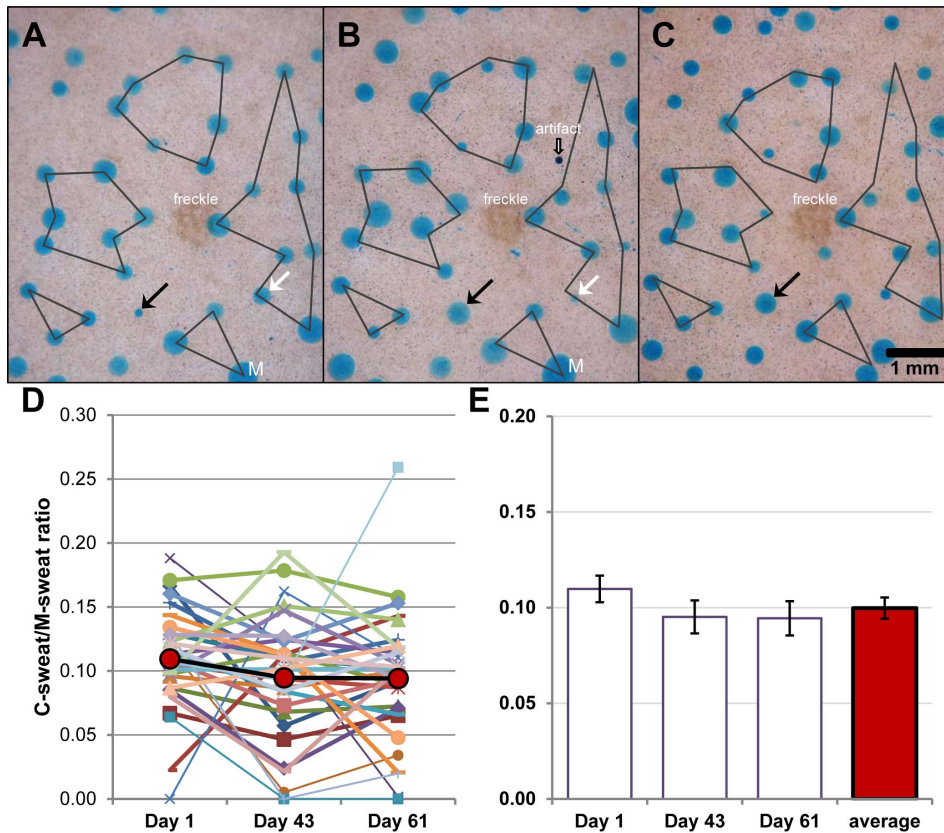 A
B
C
artifact
freckle
freckle
freckle
M
M
1 mm
D
E
C-sweat/M-sweat ratio
0.30
0.25
0.20
0.15
0.10
0.05
0.00
Day 1
Day 43
Day 61
0.20
0.15
0.10
0.05
0.00
Day 1
Day 43
Day 61
average